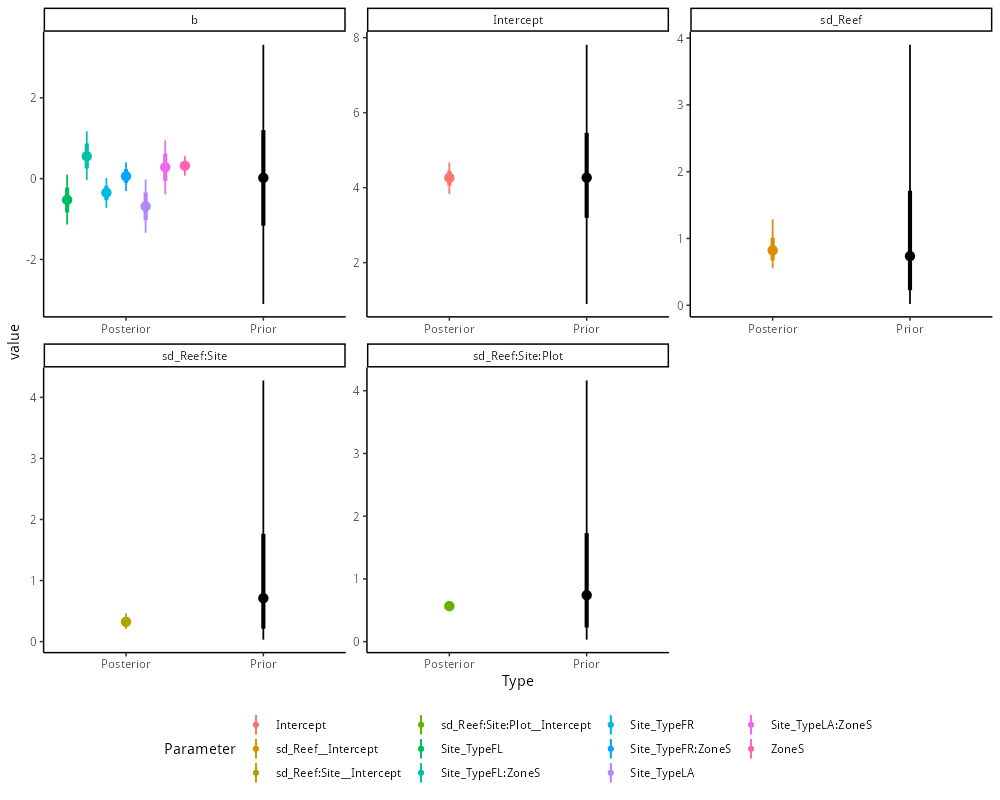 b
Intercept
sd_Reef
2
0
-2
8
6
4
2
4
3
2
1
0
Posterior
Prior
Posterior
Prior
Posterior
Prior
value
sd_Reef:Site
sd_Reef:Site:Plot
4
3
2
1
0
4
3
2
1
0
Posterior
Prior
Posterior
Prior
Type
Parameter
Intercept
sd_Reef__Intercept
sd_Reef:Site__Intercept
sd_Reef:Site:Plot__Intercept
Site_TypeFL
Site_TypeFL:ZoneS
Site_TypeFR
Site_TypeFR:ZoneS
Site_TypeLA
Site_TypeLA:ZoneS
ZoneS